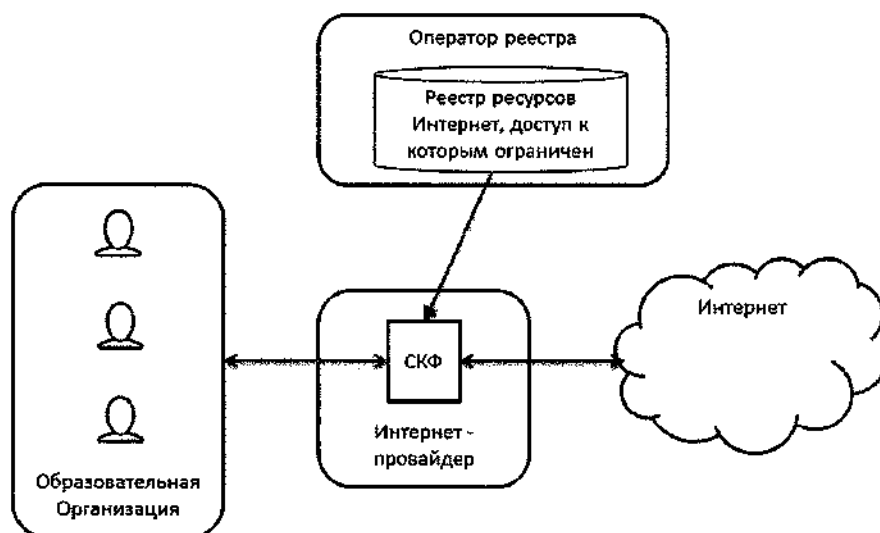 Оператор реестра
Реестр ресурсов
Интернет, доступ к
которым ограничен
Интернет
СКФ
Интернет -
провайдер
Образовательная
Организация